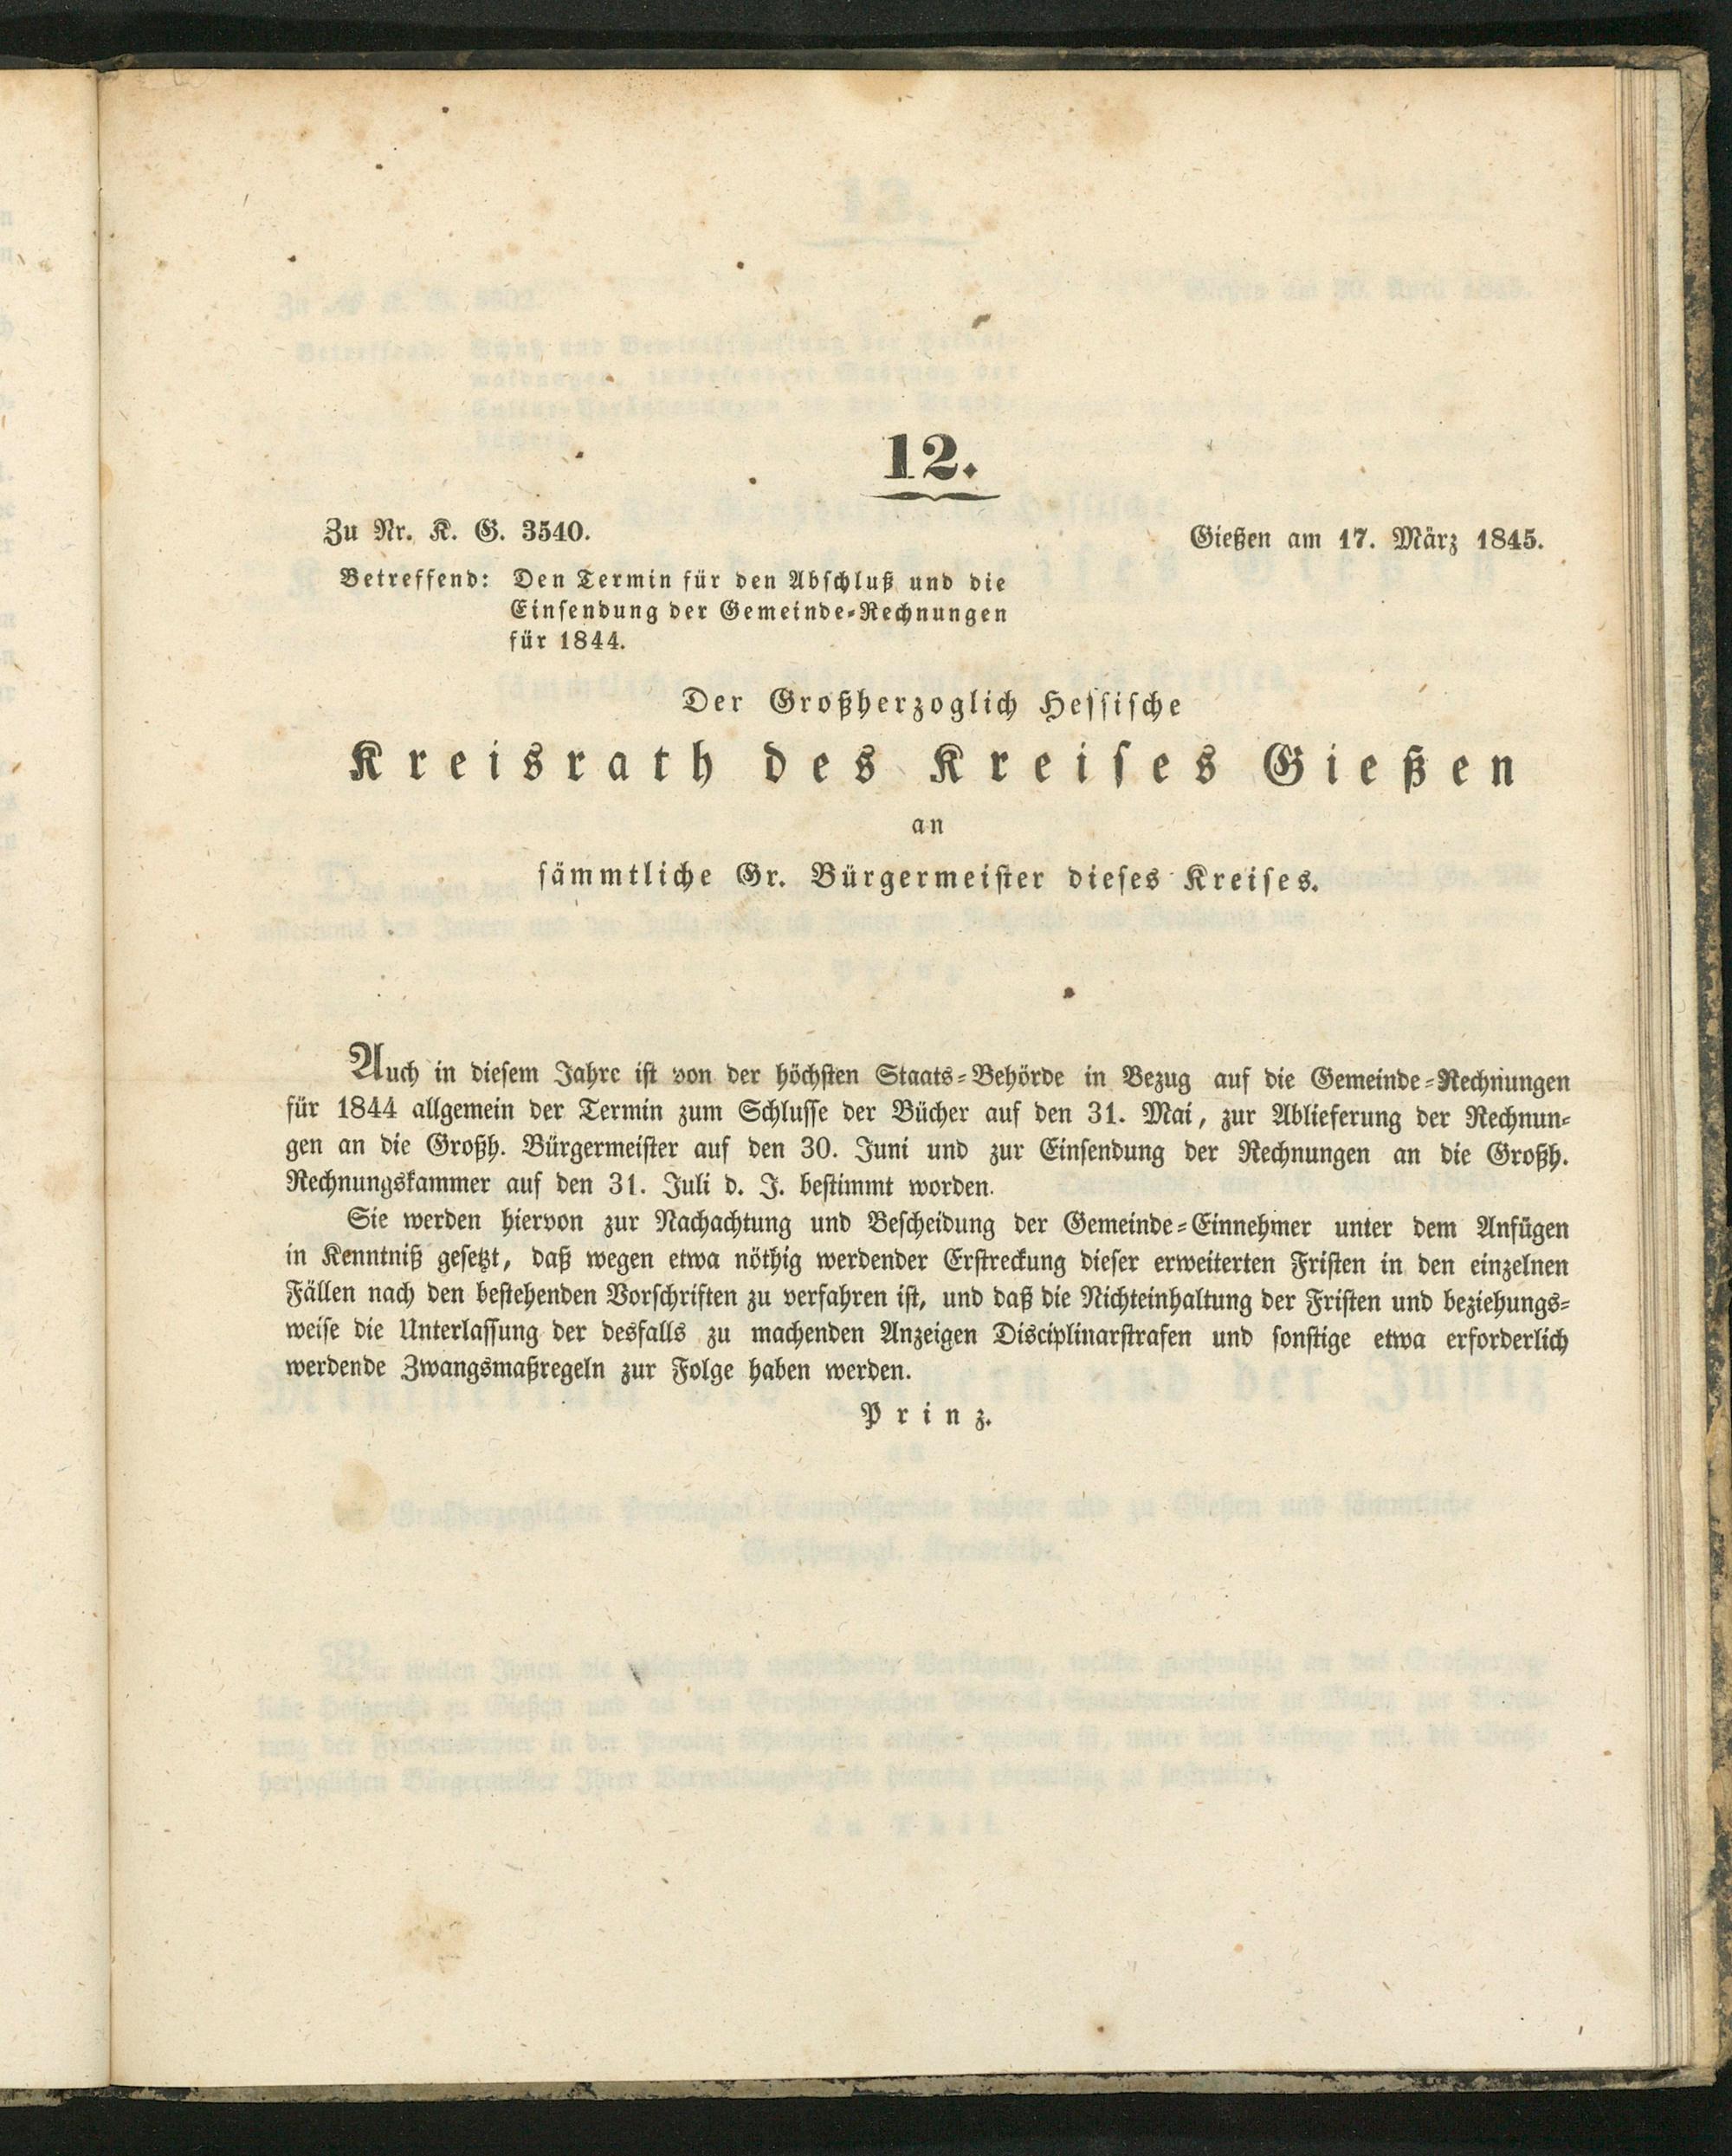 12.
Zu Nr. K. G. 3540.
Gießen am 17. März 1845.
Betreffend: Den Termin für den Abschluß und die
Einsendung der Gemeinde-Rechnungen
für 1844.
Der Großherzoglich Hessische
Kreisrath des Kreises Gießen
an
sämmtliche Gr. Bürgermeister dieses Kreises.
Auch in diesem Jahre ist von der höchsten Staats-Behörde in Bezug auf die Gemeinde-Rechnungen
für 1844 allgemein der Termin zum Schlusse der Bücher auf den 31. Mai, zur Ablieferung der Rechnun-
gen an die Großh. Bürgermeister auf den 30. Juni und zur Einsendung der Rechnungen an die Großh.
Rechnungskammer auf den 31. Juli d. J. bestimmt worden.
Sie werden hiervon zur Nachachtung und Bescheidung der Gemeinde-Einnehmer unter dem Anfügen
in Kenntniß gesetzt, daß wegen etwa nöthig werdender Erstreckung dieser erweiterten Fristen in den einzelnen
Fällen nach den bestehenden Vorschriften zu verfahren ist, und daß die Nichteinhaltung der Fristen und beziehungs-
weise die Unterlassung der desfalls zu machenden Anzeigen Disciplinarstrafen und sonstige etwa erforderlich
werdende Zwangsmaßregeln zur Folge haben werden.
Prinz.